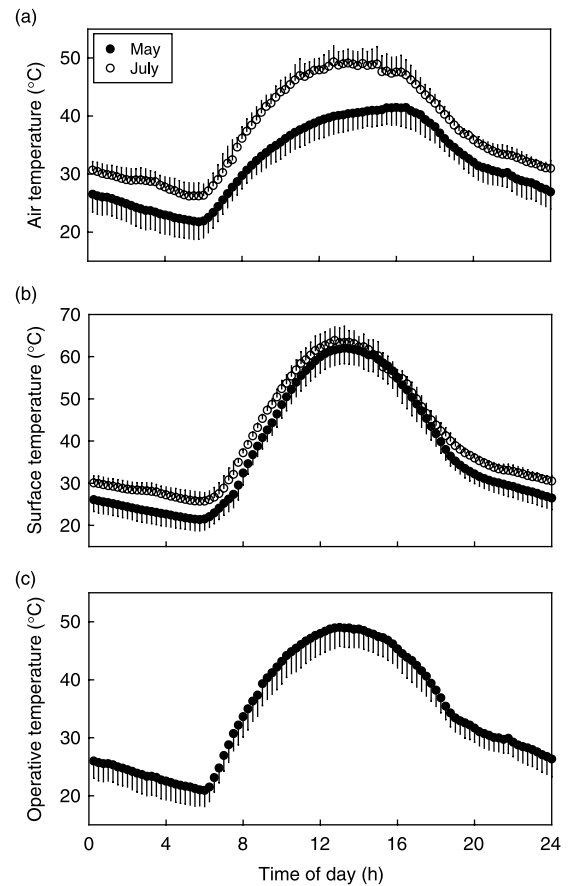 (a)
May
July
50
40
30
20
Air temperature (°C)
(b)
70
60
50
40
30
20
Surface temperature (°C)
(c)
50
40
30
20
Operative temperature (°C)
0 4 8 12 16 20 24
Time of day (h)